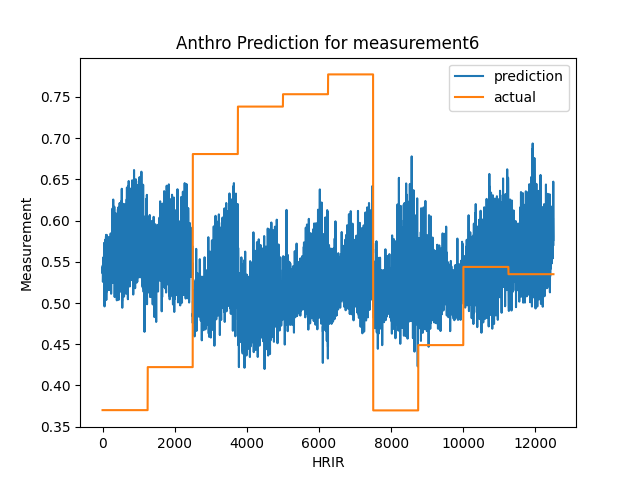 Anthro Prediction for measurement6
prediction
actual
Measurement
0.75
0.70
0.65
0.60
0.55
0.50
0.45
0.40
0.35
0 2000 4000 6000 8000 10000 12000
HRIR